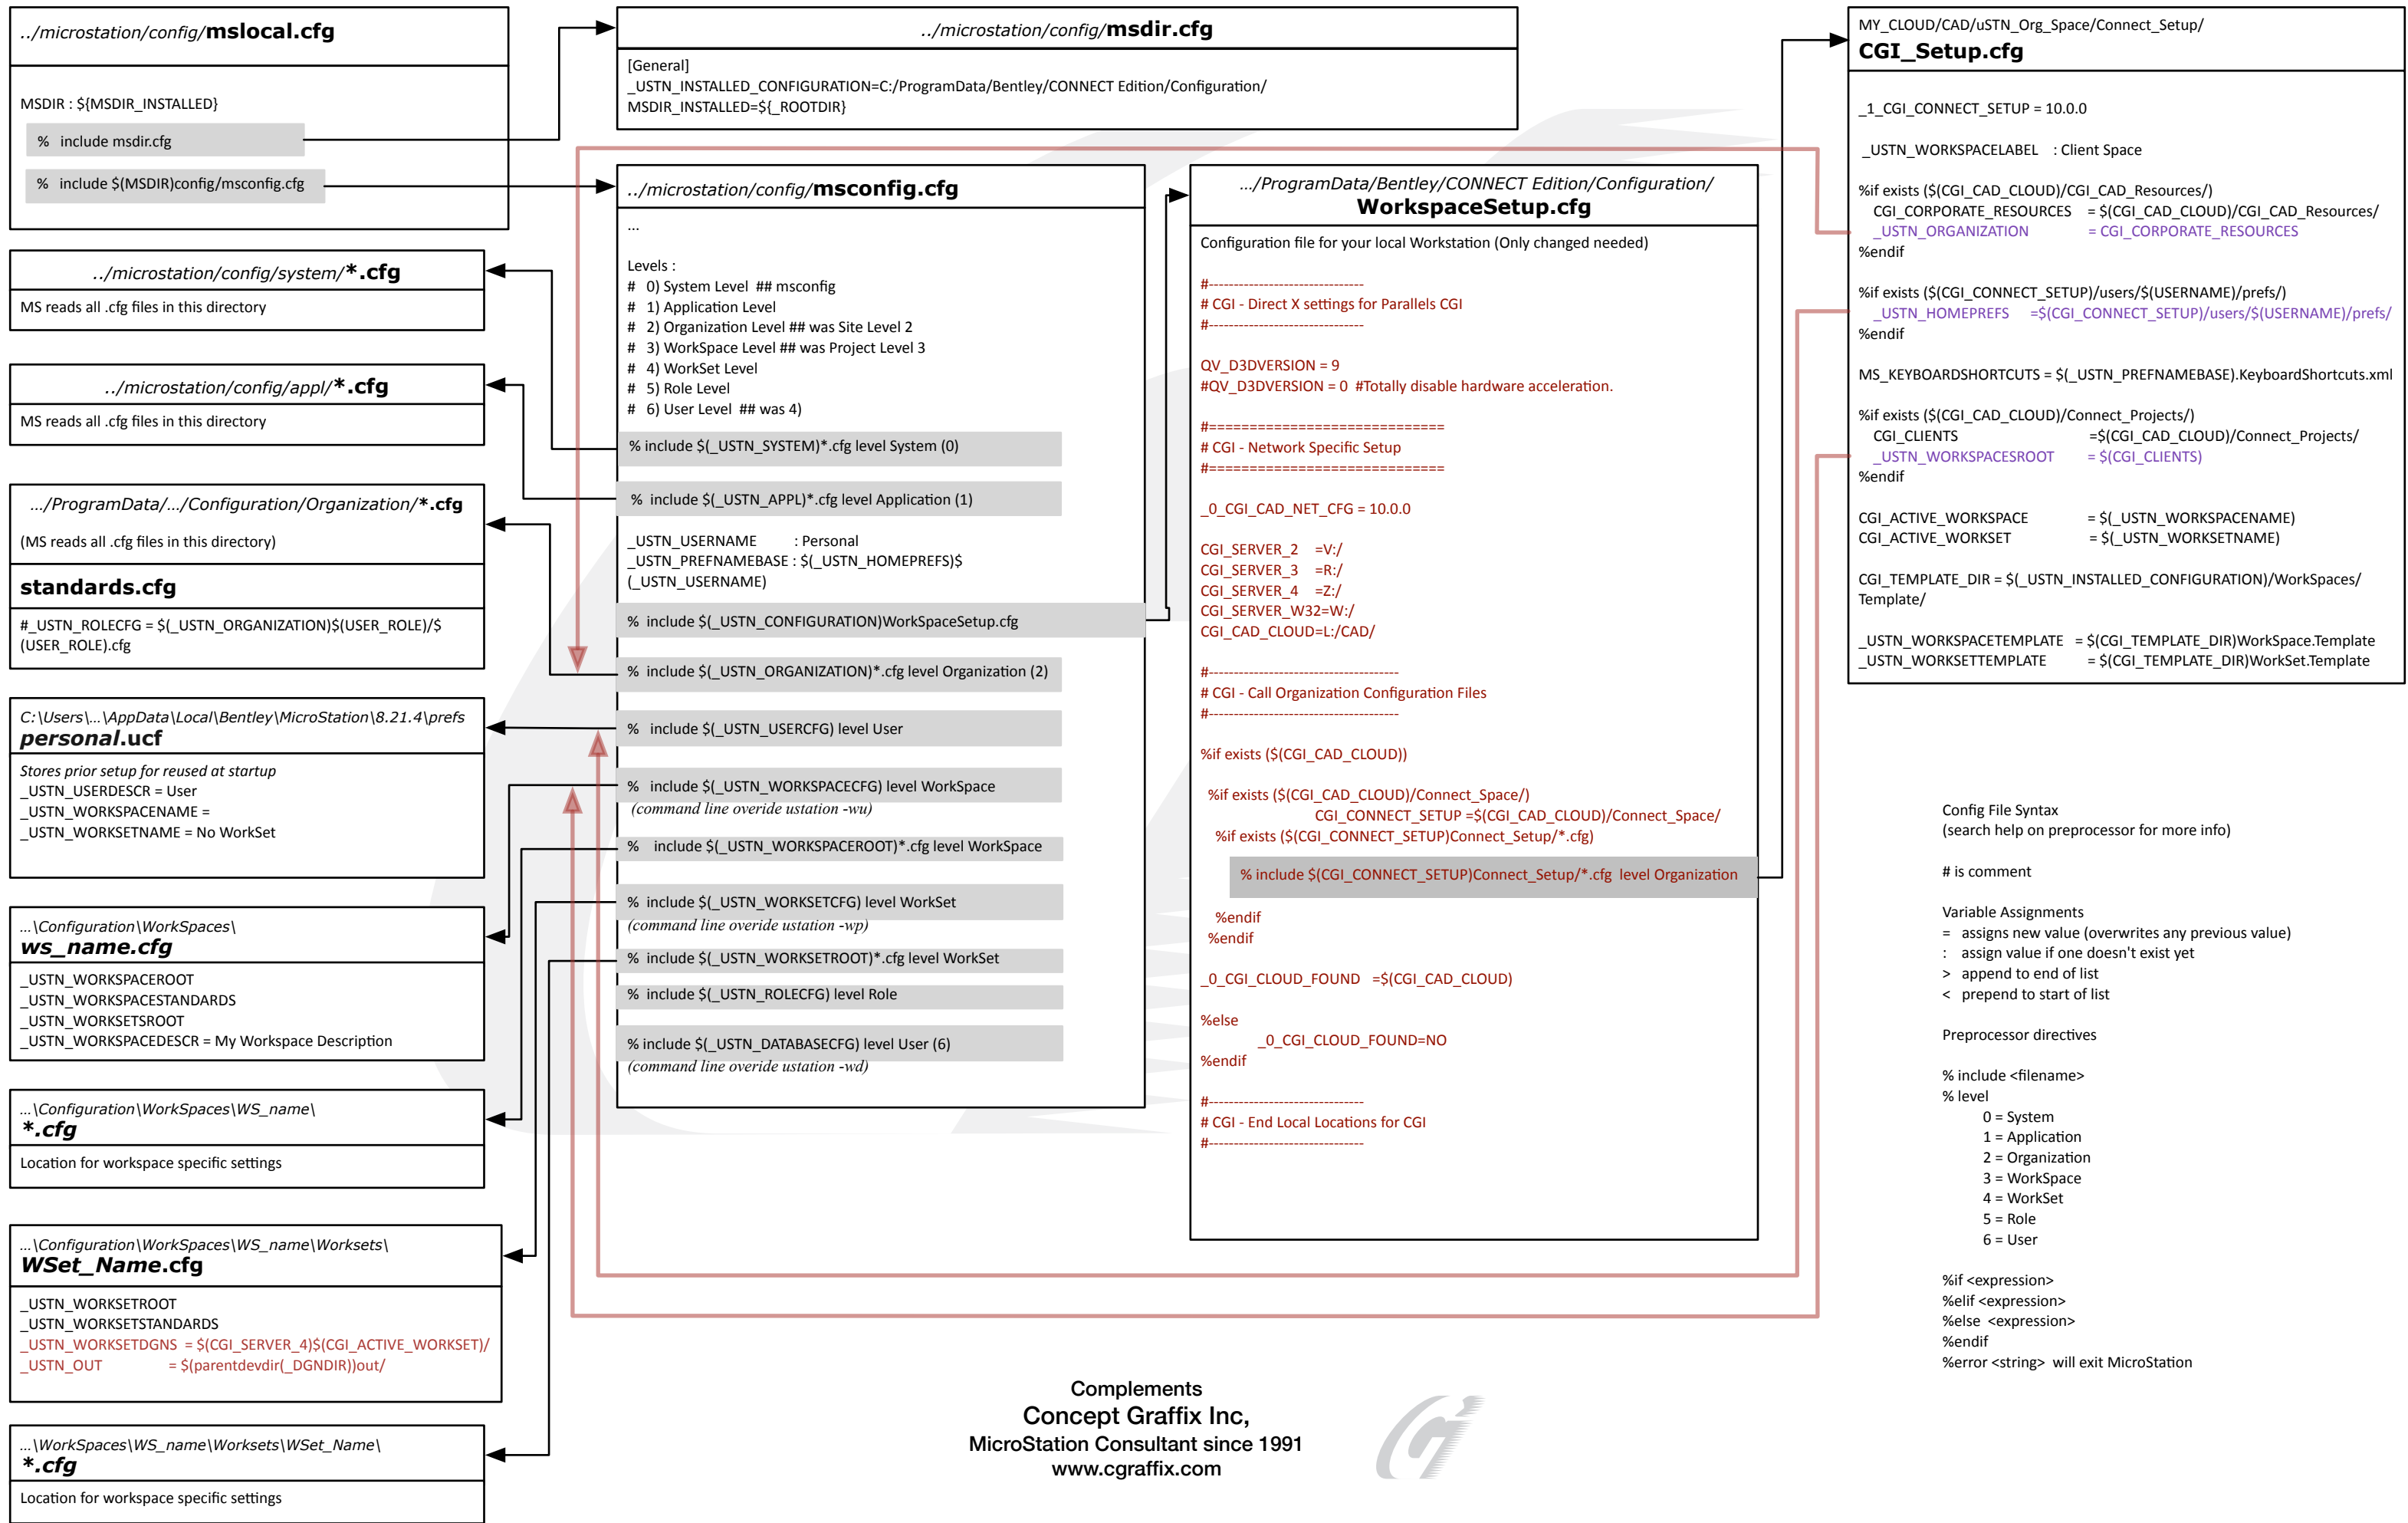 ../microstation/config/mslocal.cfg
MSDIR : ${MSDIR_INSTALLED}
% include msdir.cfg
% include $(MSDIR)config/msconfig.cfg
../microstation/config/system/*.cfg
MS reads all .cfg files in this directory
../microstation/config/appl/*.cfg
MS reads all .cfg files in this directory
.../ProgramData/.../Configuration/Organization/*.cfg
(MS reads all .cfg files in this directory)
standards.cfg
#_USTN_ROLECFG = $(_USTN_ORGANIZATION)$(USER_ROLE)/$
(USER_ROLE).cfg
C:\Users\...\AppData\Local\Bentley\MicroStation\8.21.4\prefs
personal.ucf
Stores prior setup for reused at startup
_USTN_USERDESCR = User
_USTN_WORKSPACENAME =
_USTN_WORKSETNAME = No WorkSet
...\Configuration\WorkSpaces\
ws_name.cfg
_USTN_WORKSPACEROOT
_USTN_WORKSPACESTANDARDS
_USTN_WORKSETSROOT
_USTN_WORKSPACEDESCR = My Workspace Description
...\Configuration\WorkSpaces\WS_name\
*.cfg
Location for workspace specific settings
...\Configuration\WorkSpaces\WS_name\Worksets\
WSet_Name.cfg
_USTN_WORKSETROOT
_USTN_WORKSETSTANDARDS
_USTN_WORKSETDGNS = $(CGI_SERVER_4)$(CGI_ACTIVE_WORKSET)/
_USTN_OUT = $(parentdevdir(_DGNDIR))out/
...\WorkSpaces\WS_name\Worksets\WSet_Name\
*.cfg
Location for workspace specific settings
../microstation/config/msdir.cfg
[General]
_USTN_INSTALLED_CONFIGURATION=C:/ProgramData/Bentley/CONNECT Edition/Configuration/
MSDIR_INSTALLED=${_ROOTDIR}
../microstation/config/msconfig.cfg
...
Levels :
# 0) System Level ## msconfig
# 1) Application Level
# 2) Organization Level ## was Site Level 2
# 3) WorkSpace Level ## was Project Level 3
# 4) WorkSet Level
# 5) Role Level
# 6) User Level ## was 4)
% include $(_USTN_SYSTEM)*.cfg level System (0)
% include $(_USTN_APPL)*.cfg level Application (1)
_USTN_USERNAME : Personal
_USTN_PREFNAMEBASE : $(_USTN_HOMEPREFS)$
(_USTN_USERNAME)
% include $(_USTN_CONFIGURATION)WorkSpaceSetup.cfg
% include $(_USTN_ORGANIZATION)*.cfg level Organization (2)
% include $(_USTN_USERCFG) level User
% include $(_USTN_WORKSPACECFG) level WorkSpace
(command line overide ustation -wu)
% include $(_USTN_WORKSPACEROOT)*.cfg level WorkSpace
% include $(_USTN_WORKSETCFG) level WorkSet
(command line overide ustation -wp)
% include $(_USTN_WORKSETROOT)*.cfg level WorkSet
% include $(_USTN_ROLECFG) level Role
% include $(_USTN_DATABASECFG) level User (6)
(command line overide ustation -wd)
.../ProgramData/Bentley/CONNECT Edition/Configuration/
WorkspaceSetup.cfg
Configuration file for your local Workstation (Only changed needed)
#------------------------------
# CGI - Direct X settings for Parallels CGI
#------------------------------
QV_D3DVERSION = 9
#QV_D3DVERSION = 0 #Totally disable hardware acceleration.
#=============================
# CGI - Network Specific Setup
#=============================
_0_CGI_CAD_NET_CFG = 10.0.0
CGI_SERVER_2 =V:/
CGI_SERVER_3 =R:/
CGI_SERVER_4 =Z:/
CGI_SERVER_W32=W:/
CGI_CAD_CLOUD=L:/CAD/
#-------------------------------------
# CGI - Call Organization Configuration Files
#-------------------------------------
%if exists ($(CGI_CAD_CLOUD))
%if exists ($(CGI_CAD_CLOUD)/Connect_Space/)
CGI_CONNECT_SETUP =$(CGI_CAD_CLOUD)/Connect_Space/
%if exists ($(CGI_CONNECT_SETUP)Connect_Setup/*.cfg)
% include $(CGI_CONNECT_SETUP)Connect_Setup/*.cfg level Organization
%endif
%endif
_0_CGI_CLOUD_FOUND =$(CGI_CAD_CLOUD)
%else
_0_CGI_CLOUD_FOUND=NO
%endif
#------------------------------
# CGI - End Local Locations for CGI
#------------------------------
MY_CLOUD/CAD/uSTN_Org_Space/Connect_Setup/
CGI_Setup.cfg
_1_CGI_CONNECT_SETUP = 10.0.0
_USTN_WORKSPACELABEL : Client Space
%if exists ($(CGI_CAD_CLOUD)/CGI_CAD_Resources/)
CGI_CORPORATE_RESOURCES = $(CGI_CAD_CLOUD)/CGI_CAD_Resources/
_USTN_ORGANIZATION = CGI_CORPORATE_RESOURCES
%endif
%if exists ($(CGI_CONNECT_SETUP)/users/$(USERNAME)/prefs/)
_USTN_HOMEPREFS =$(CGI_CONNECT_SETUP)/users/$(USERNAME)/prefs/
%endif
MS_KEYBOARDSHORTCUTS = $(_USTN_PREFNAMEBASE).KeyboardShortcuts.xml
%if exists ($(CGI_CAD_CLOUD)/Connect_Projects/)
CGI_CLIENTS =$(CGI_CAD_CLOUD)/Connect_Projects/
_USTN_WORKSPACESROOT = $(CGI_CLIENTS)
%endif
CGI_ACTIVE_WORKSPACE = $(_USTN_WORKSPACENAME)
CGI_ACTIVE_WORKSET = $(_USTN_WORKSETNAME)
CGI_TEMPLATE_DIR = $(_USTN_INSTALLED_CONFIGURATION)/WorkSpaces/
Template/
_USTN_WORKSPACETEMPLATE = $(CGI_TEMPLATE_DIR)WorkSpace.Template
_USTN_WORKSETTEMPLATE = $(CGI_TEMPLATE_DIR)WorkSet.Template
Config File Syntax
(search help on preprocessor for more info)
# is comment
Variable Assignments
= assigns new value (overwrites any previous value)
: assign value if one doesn't exist yet
> append to end of list
< prepend to start of list
Preprocessor directives
% include <filename>
% level
0 = System
1 = Application
2 = Organization
3 = WorkSpace
4 = WorkSet
5 = Role
6 = User
%if <expression>
%elif <expression>
%else <expression>
%endif
%error <string> will exit MicroStation
Complements
Concept Graffix Inc,
MicroStation Consultant since 1991
www.cgraffix.com